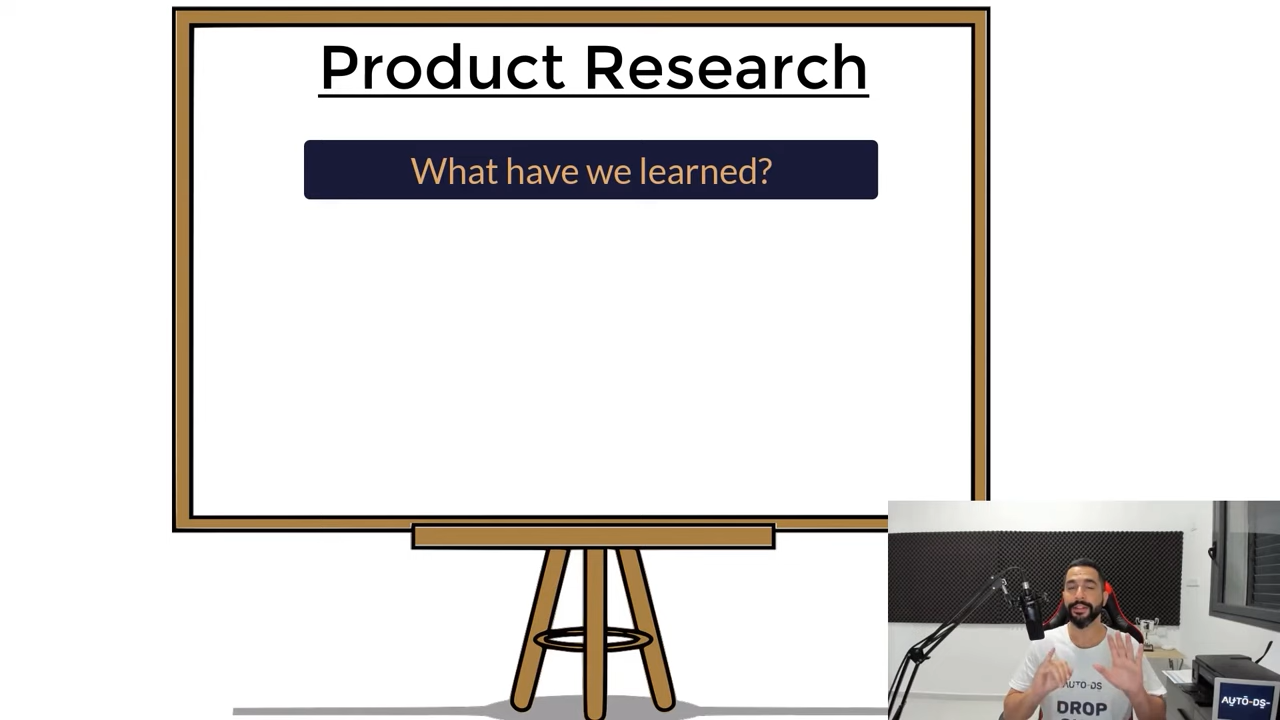 Product Research
What have we learned?
AUTO-DS
DROP
AUTO-DS-